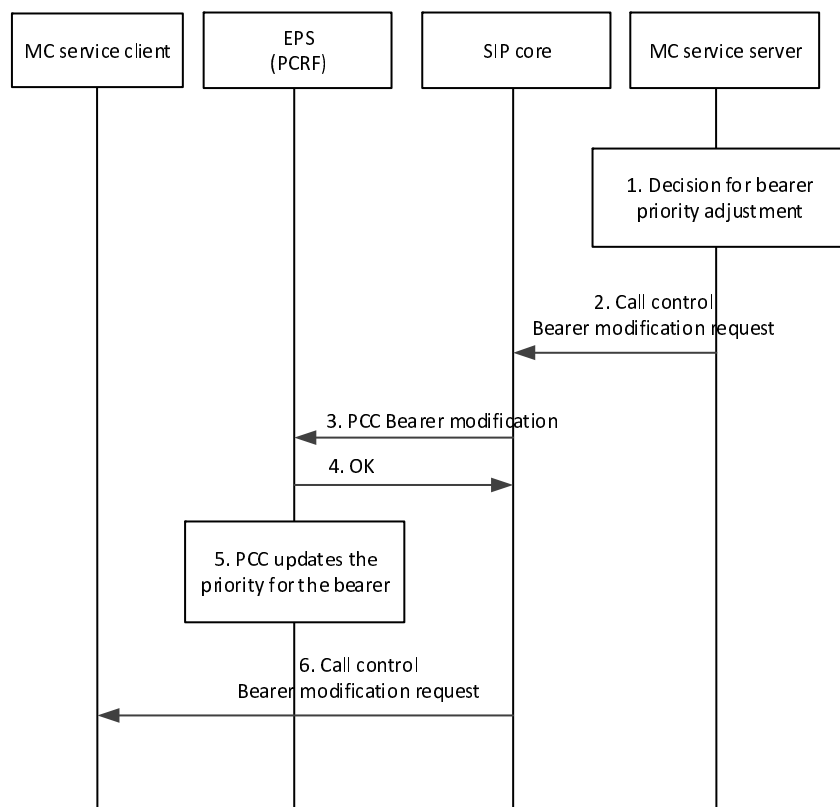 MC service client
EPS
(PCRF)
SIP core
MC service server
1. Decision for bearer
priority adjustment
2. Call control
Bearer modification request
3. PCC Bearer modification
4. OK
5. PCC updates the
priority for the bearer
6. Call control
Bearer modification request